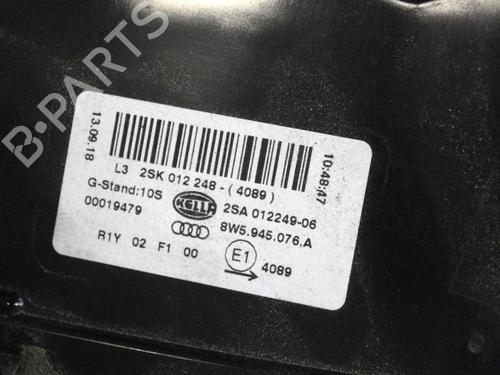 B-PARTS
13.09.18
10:48:47
L3 2SK 012 248-(4089)
G-Stand:10S HELLA 2SA 012249-06
00019479 8W5.945.076.A
R1Y 02 F1 00 E1 4089